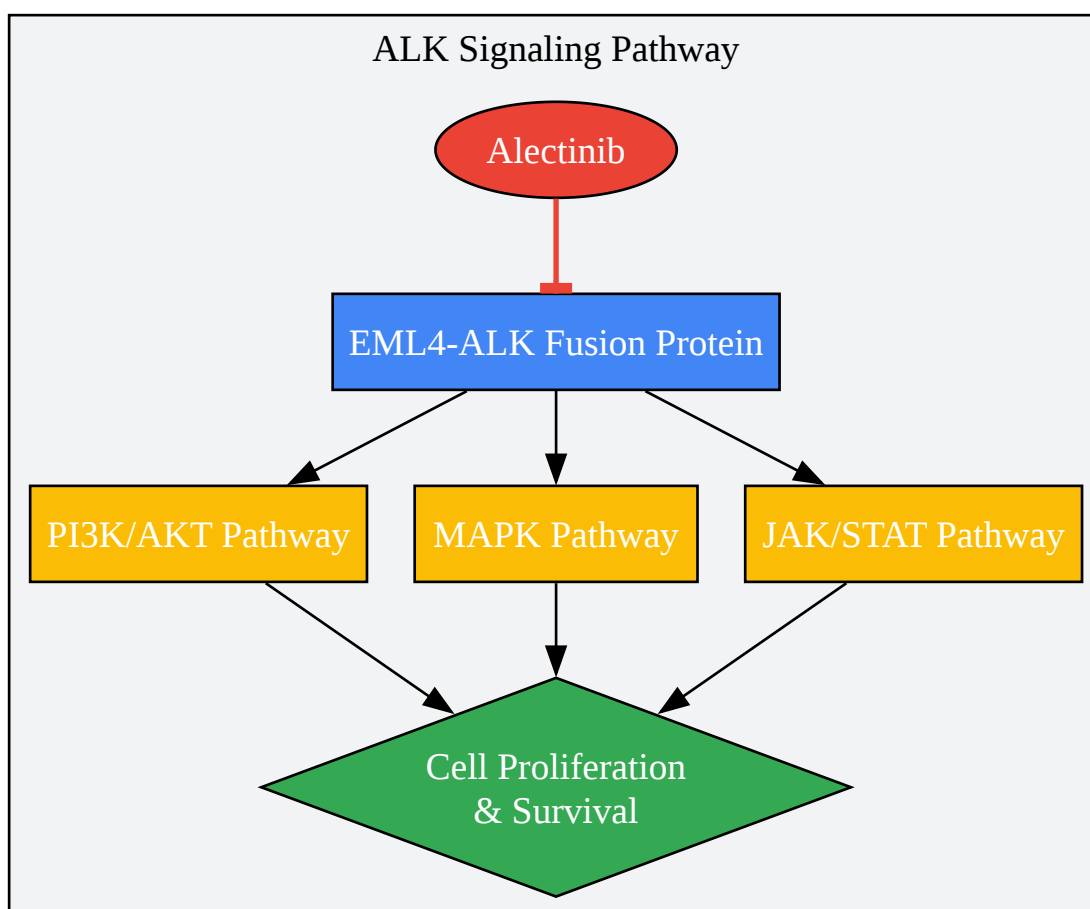 ALK Signaling Pathway
Alectinib
EML4-ALK Fusion Protein
PI3K/AKT Pathway
MAPK Pathway
JAK/STAT Pathway
Cell Proliferation
& Survival